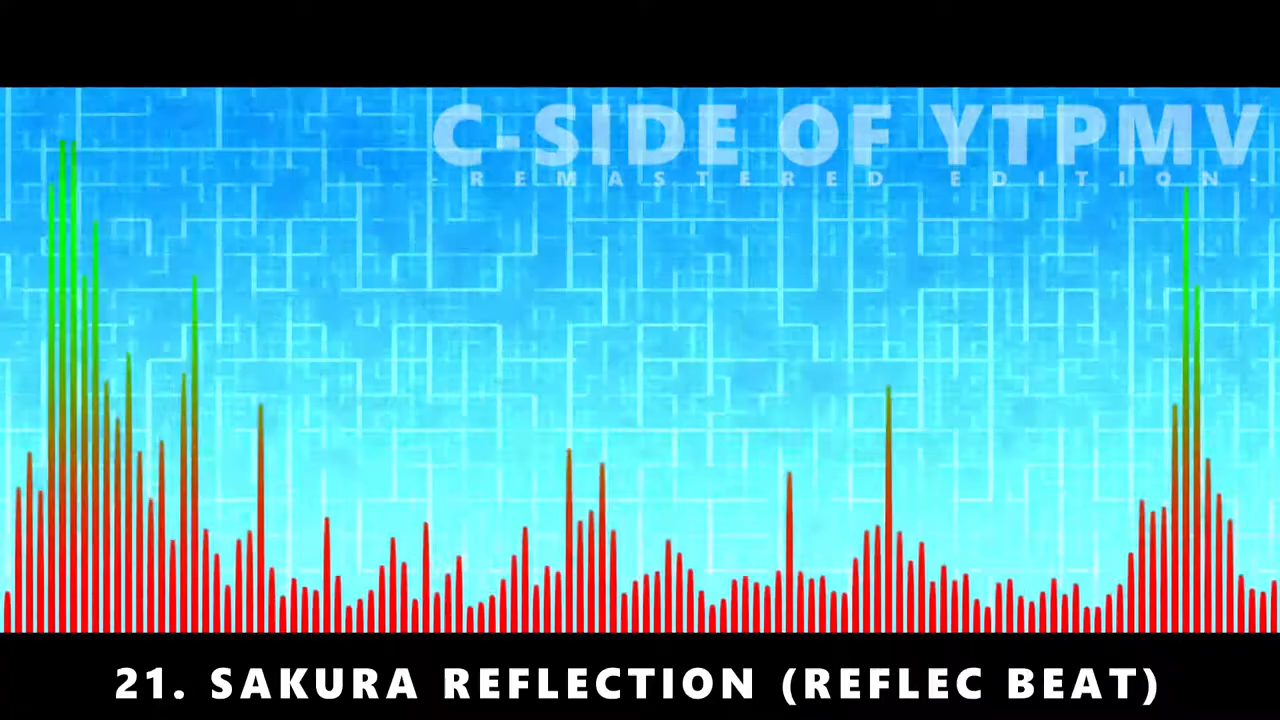 C-SIDE OF YTPMV
- REMASTERED EDITION -
21. SAKURA REFLECTION (REFLEC BEAT)